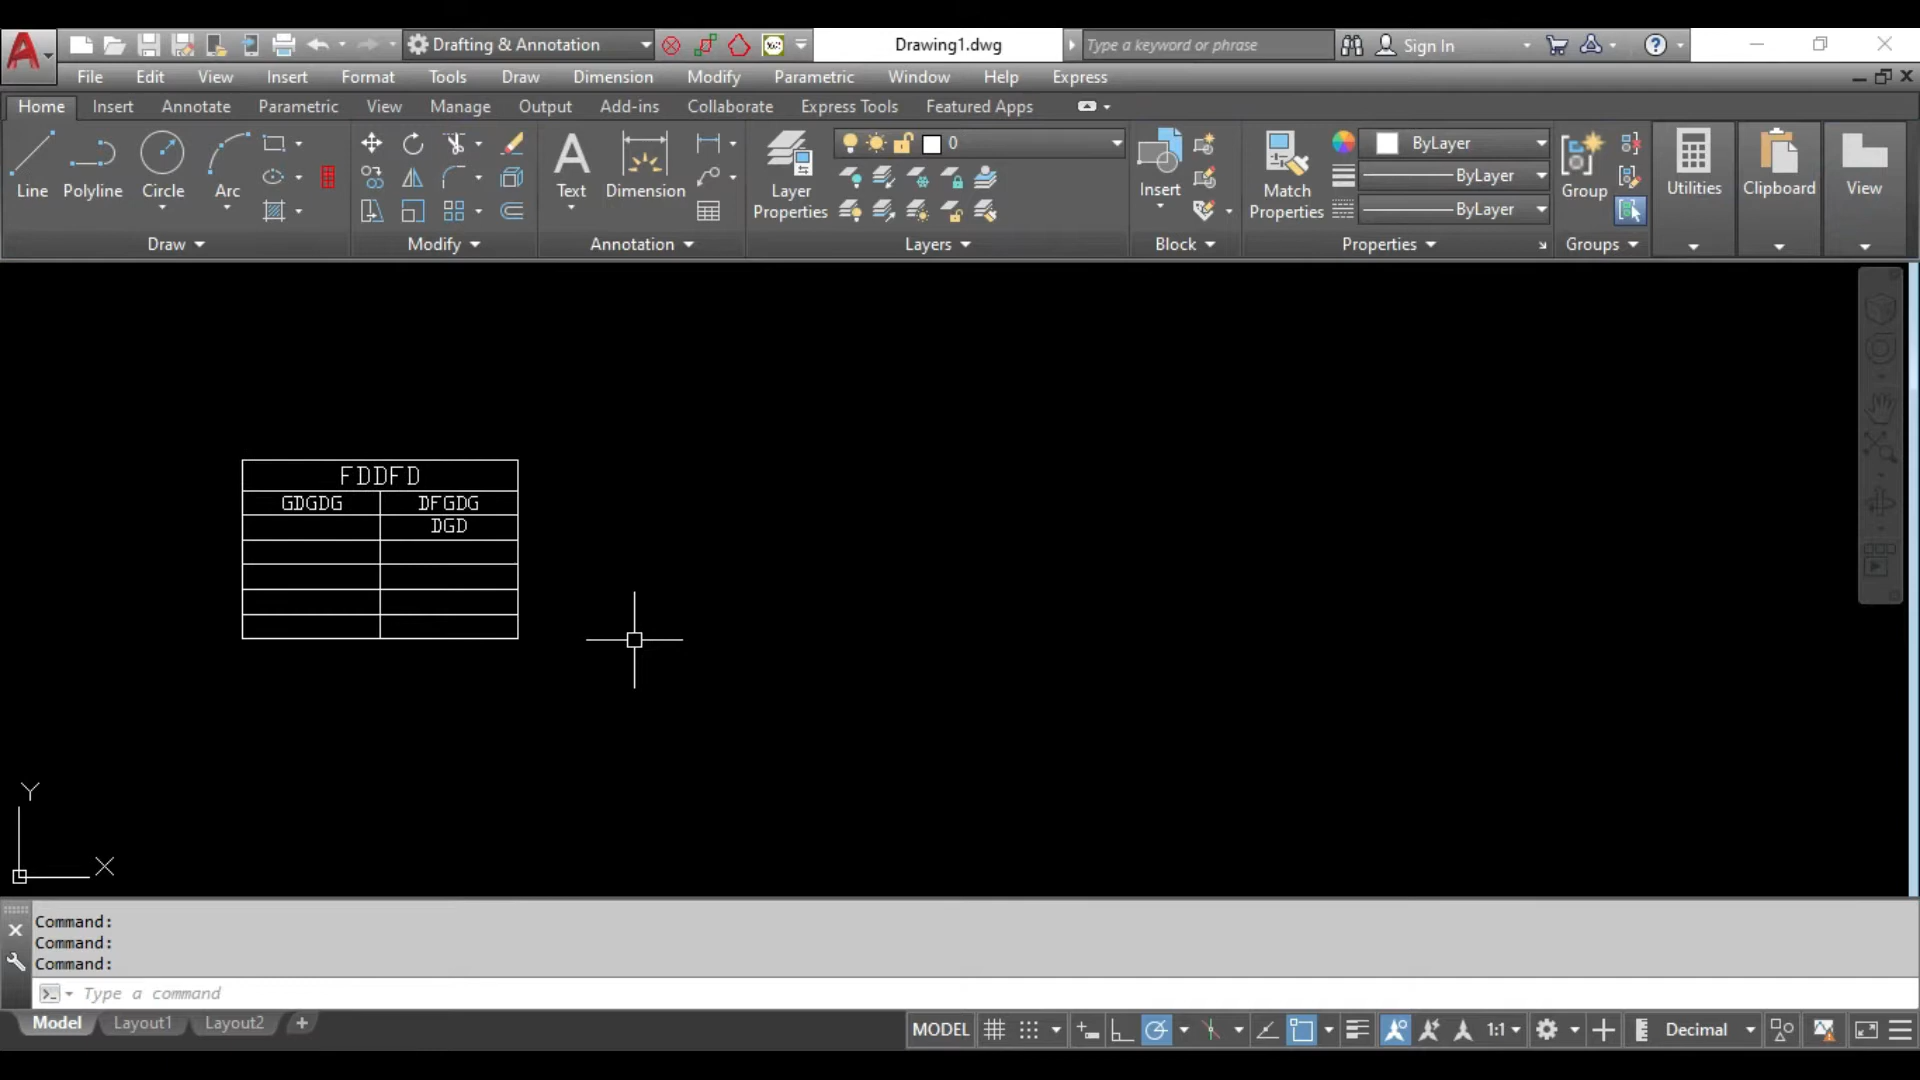 Drafting & Annotation
Drawing1.dwg
Type a keyword or phrase
Sign In
File Edit View Insert Format Tools Draw Dimension Modify Parametric Window Help Express
Home Insert Annotate Parametric View Manage Output Add-ins Collaborate Express Tools Featured Apps
0
ByLayer
ByLayer
ByLayer
Line Polyline Circle Arc
Text Dimension
Layer Properties
Insert
Match Properties
Group
Utilities
Clipboard
View
Draw Modify Annotation Layers Block Properties Groups
FDDFD
GDGDG DFGDG
DGD
Y
X
Command:
Command:
Command:
Type a command
Model Layout1 Layout2 +
MODEL 1:1 Decimal